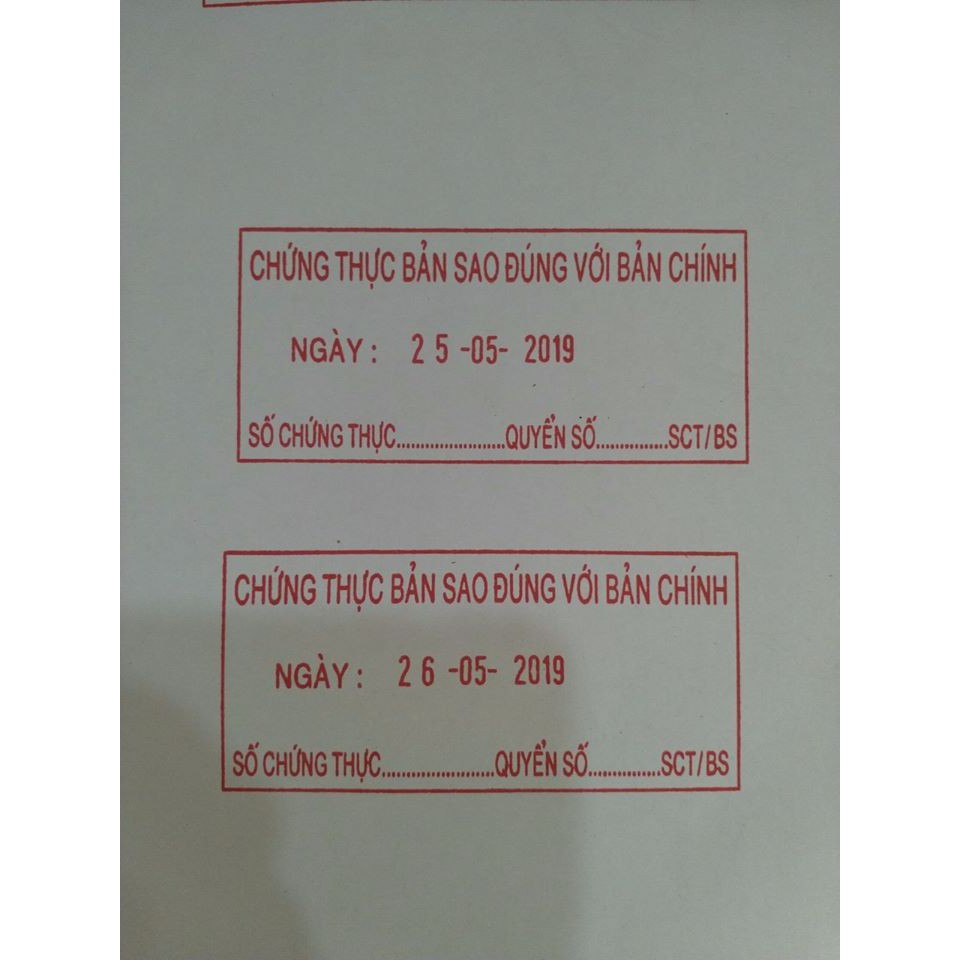 CHỨNG THỰC BẢN SAO ĐÚNG VỚI BẢN CHÍNH
NGÀY : 2 5 -05- 2019
SỐ CHỨNG THỰC.......................QUYỂN SỐ...............SCT/BS
CHỨNG THỰC BẢN SAO ĐÚNG VỚI BẢN CHÍNH
NGÀY : 2 6 -05- 2019
SỐ CHỨNG THỰC.......................QUYỂN SỐ...............SCT/BS